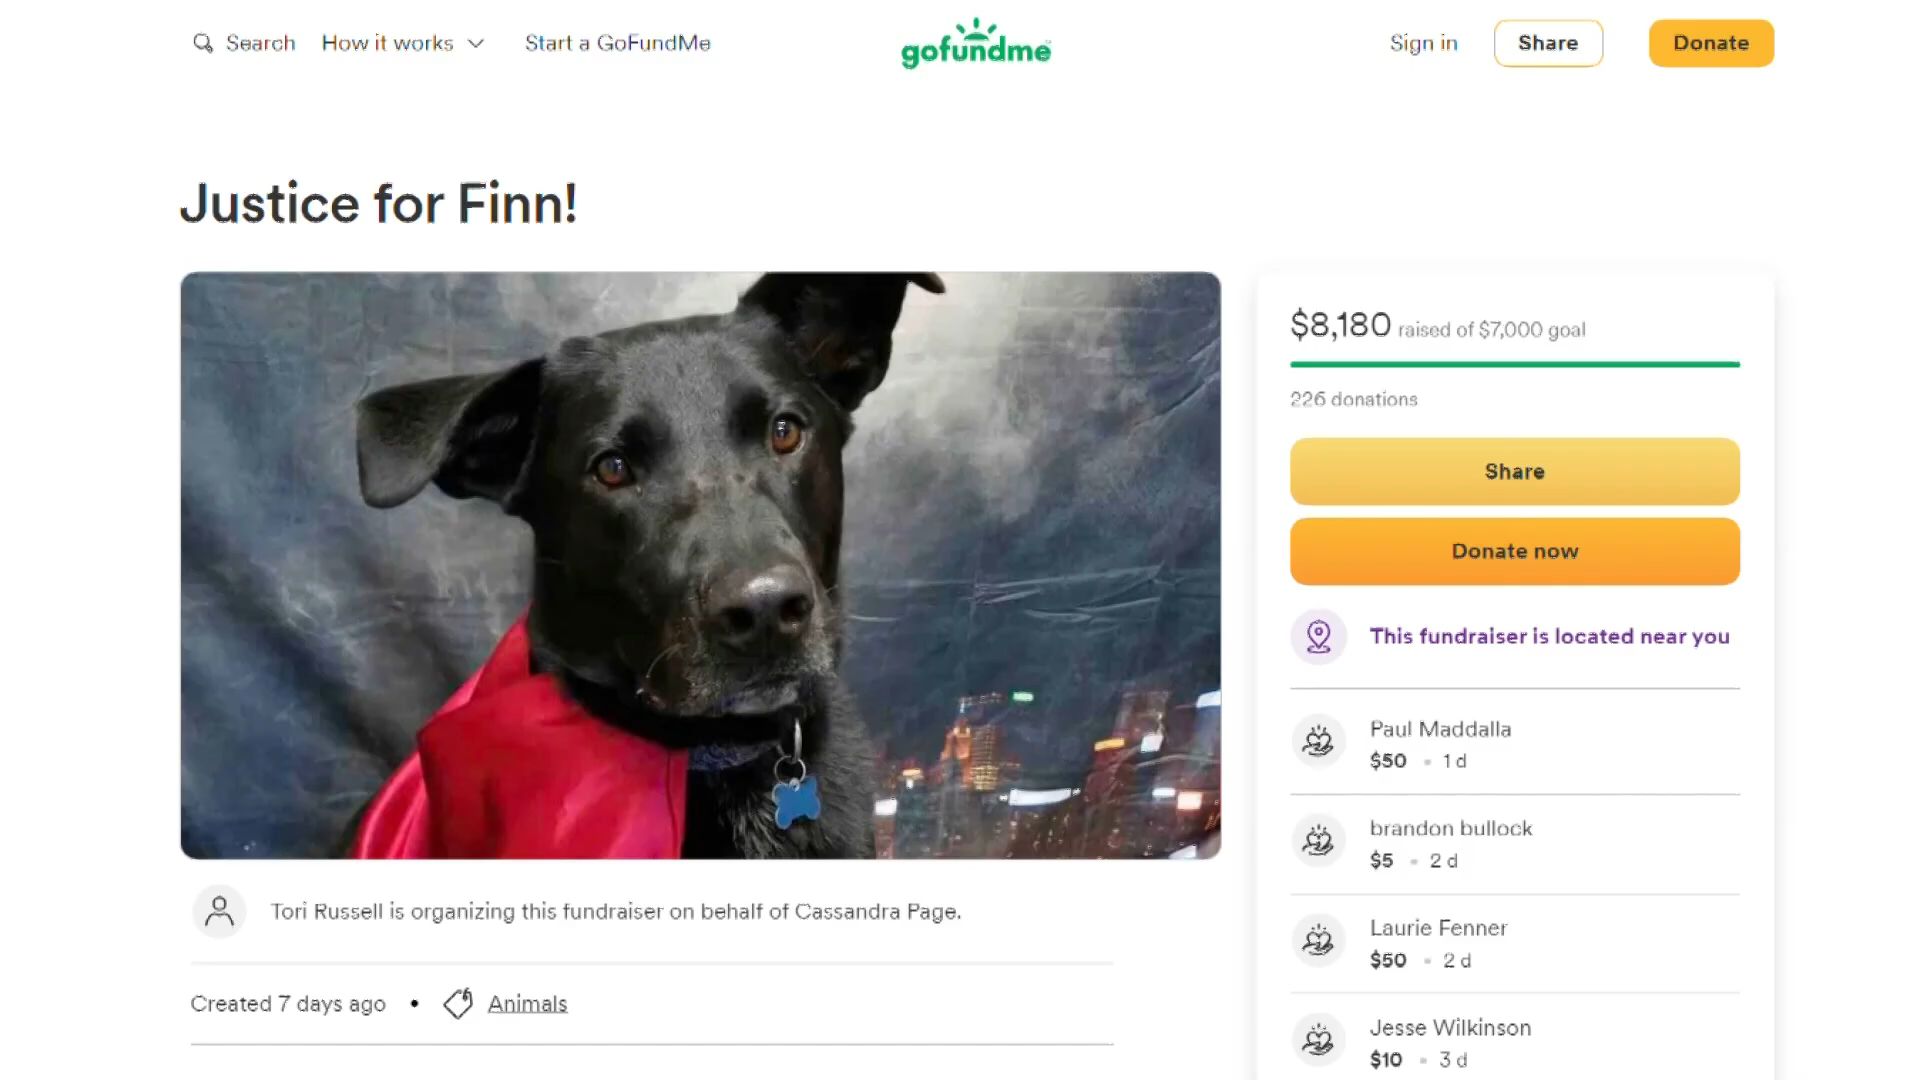 Search
How it works
Start a GoFundMe
gofundme
Sign in
Share
Donate
Justice for Finn!
$8,180 raised of $7,000 goal
226 donations
Share
Donate now
This fundraiser is located near you
Paul Maddalla
$50 • 1 d
brandon bullock
$5 • 2 d
Laurie Fenner
$50 • 2 d
Jesse Wilkinson
$10 • 3 d
Tori Russell is organizing this fundraiser on behalf of Cassandra Page.
Created 7 days ago • Animals